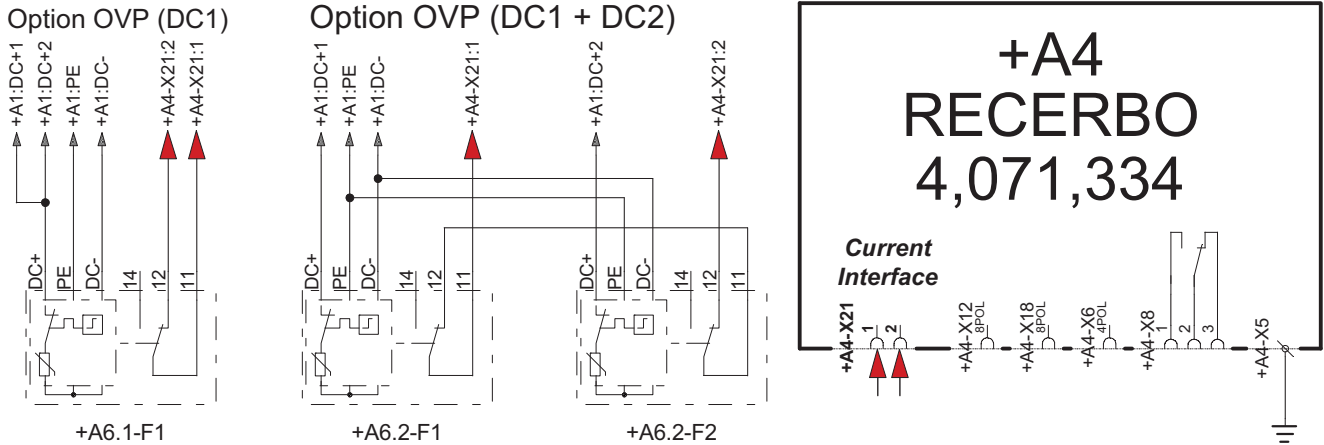 Option OVP (DC1)
+A1:DC+1
+A1:DC+2
+A1:PE
+A1:DC-
+A4-X21:2
+A4-X21:1
DC+
PE
DC-
14
12
11
+A6.1-F1
Option OVP (DC1 + DC2)
+A1:DC+1
+A1:PE
+A1:DC-
+A4-X21:1
+A1:DC+2
+A4-X21:2
DC+
PE
DC-
14
12
11
DC+
PE
DC-
14
12
11
+A6.2-F1
+A6.2-F2
+A4
RECERBO
4,071,334
Current
Interface
+A4-X21
1
2
+A4-X12
8POL
+A4-X18
8POL
+A4-X6
4POL
+A4-X8
1
2
3
+A4-X5